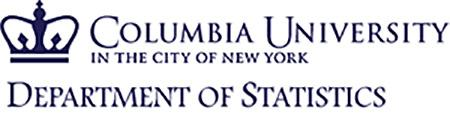 COLUMBIA UNIVERSITY
IN THE CITY OF NEW YORK
DEPARTMENT OF STATISTICS